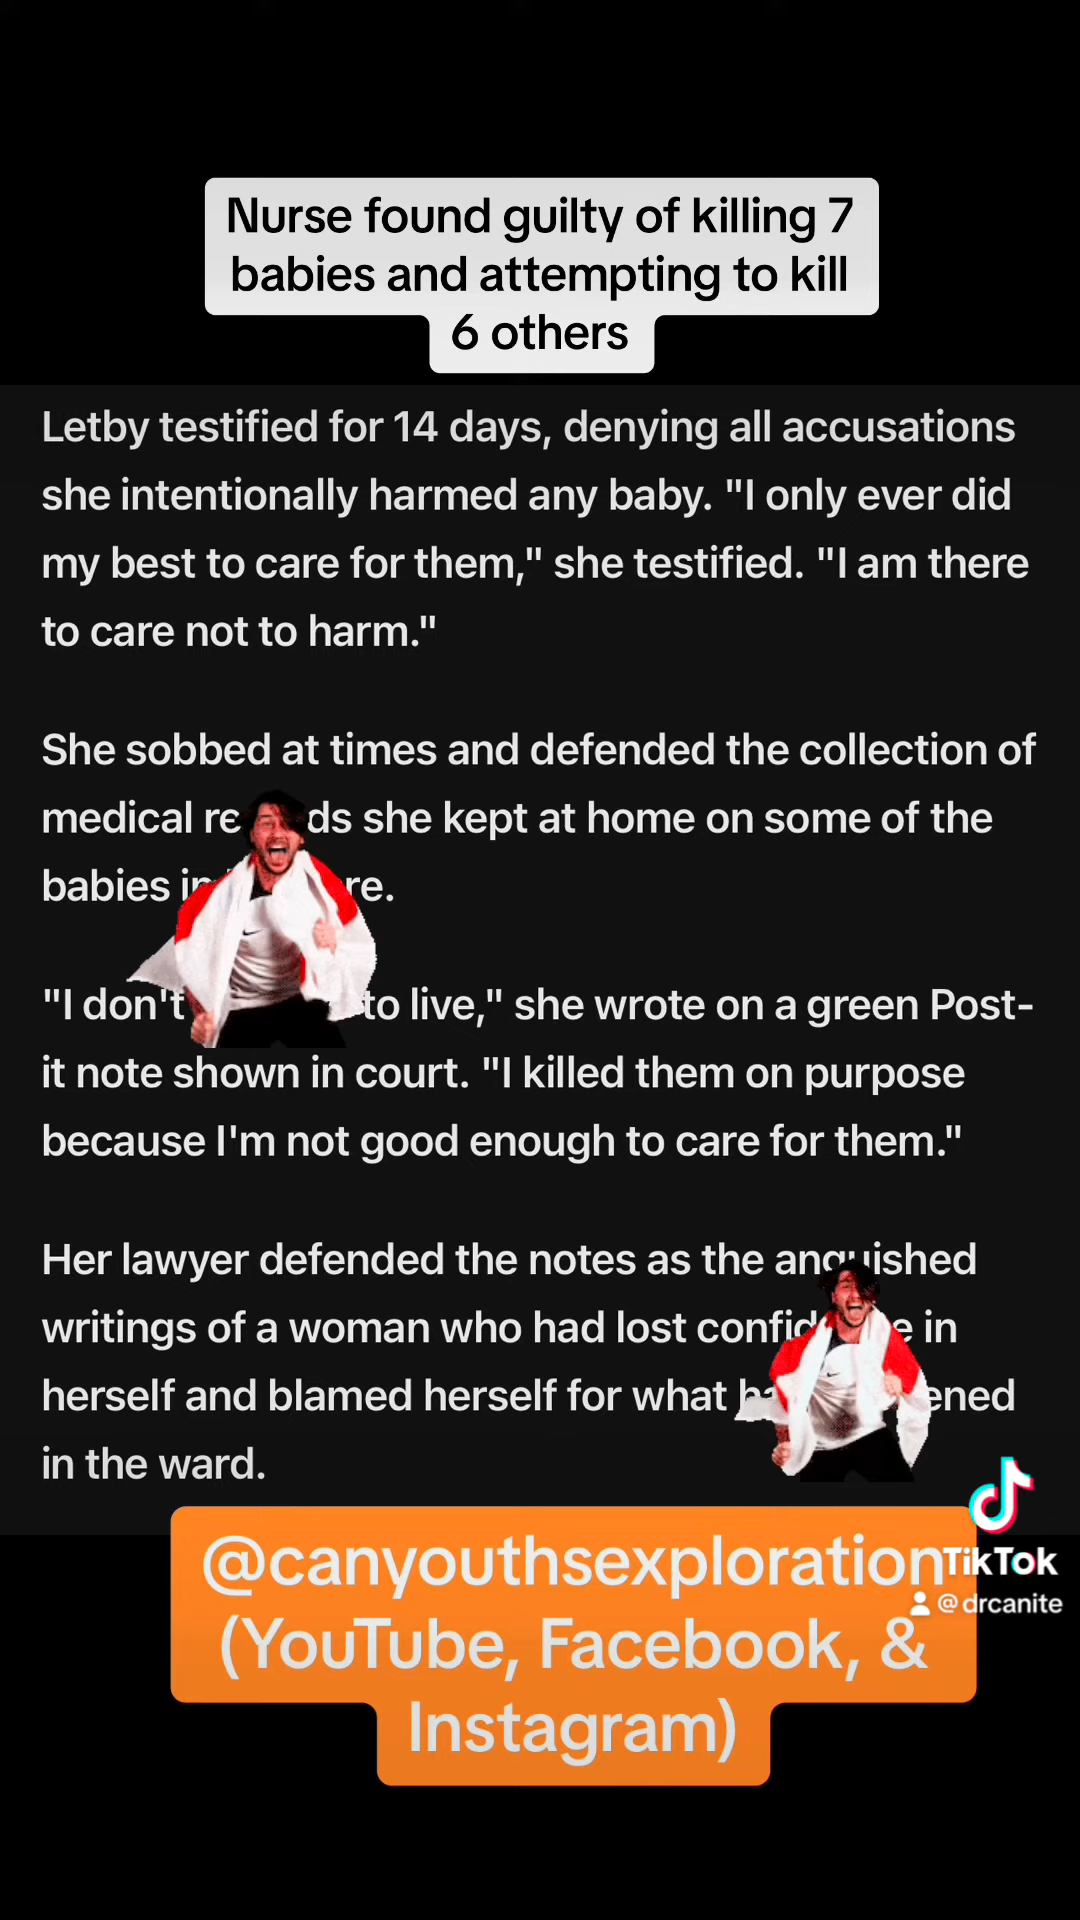 Nurse found guilty of killing 7
babies and attempting to kill
6 others
Letby testified for 14 days, denying all accusations
she intentionally harmed any baby. "I only ever did
my best to care for them," she testified. "I am there
to care not to harm."
She sobbed at times and defended the collection of
medical re ds she kept at home on some of the
babies in re.
"I don't to live," she wrote on a green Post-
it note shown in court. "I killed them on purpose
because I'm not good enough to care for them."
Her lawyer defended the notes as the anguished
writings of a woman who had lost confid e in
herself and blamed herself for what ha ened
in the ward.
@canyouthsexploration
(YouTube, Facebook, &
Instagram)
TikTok
@drcanite